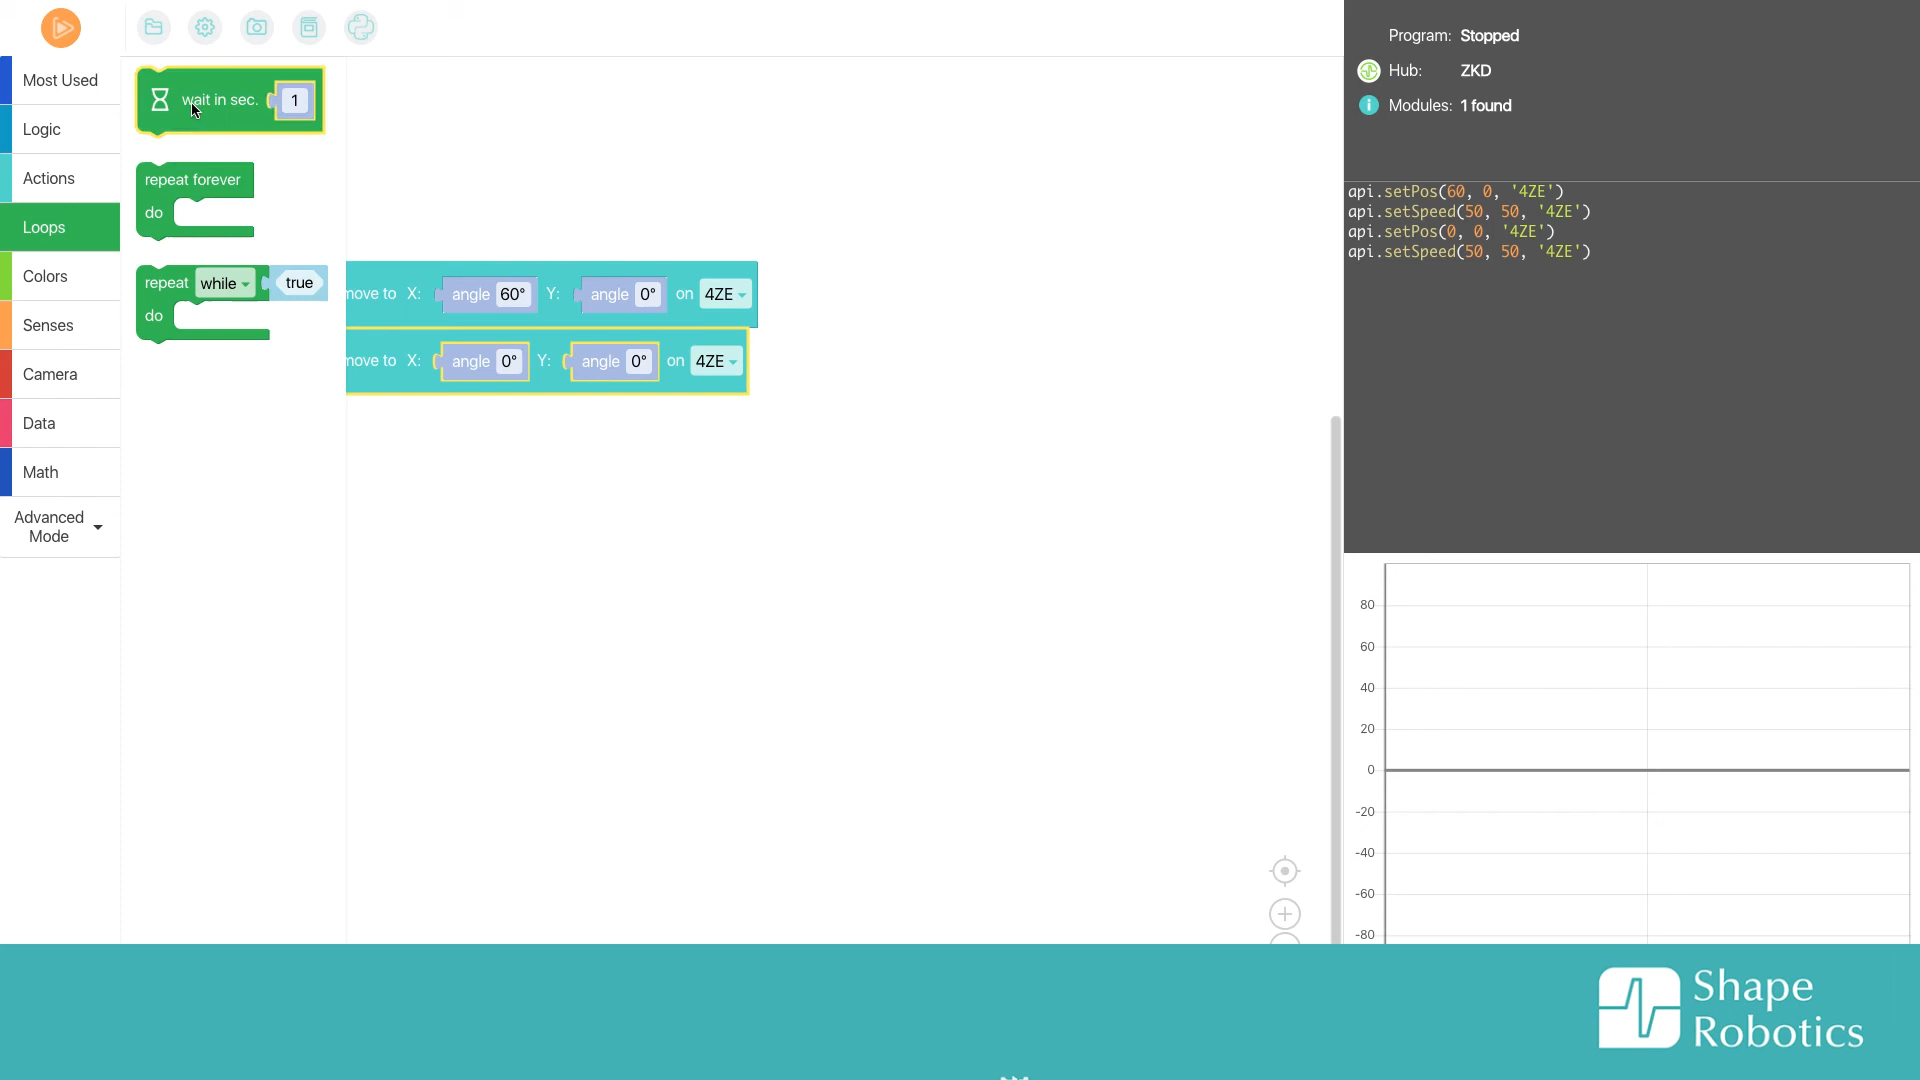 Most Used
Logic
Actions
Loops
Colors
Senses
Camera
Data
Math
Advanced
Mode
wait in sec. 1
repeat forever
do
repeat while true
do
move to X: angle 60° Y: angle 0° on 4ZE
move to X: angle 0° Y: angle 0° on 4ZE
Program: Stopped
Hub: ZKD
Modules: 1 found
api.setPos(60, 0, '4ZE')
api.setSpeed(50, 50, '4ZE')
api.setPos(0, 0, '4ZE')
api.setSpeed(50, 50, '4ZE')
80
60
40
20
0
-20
-40
-60
-80
Shape
Robotics